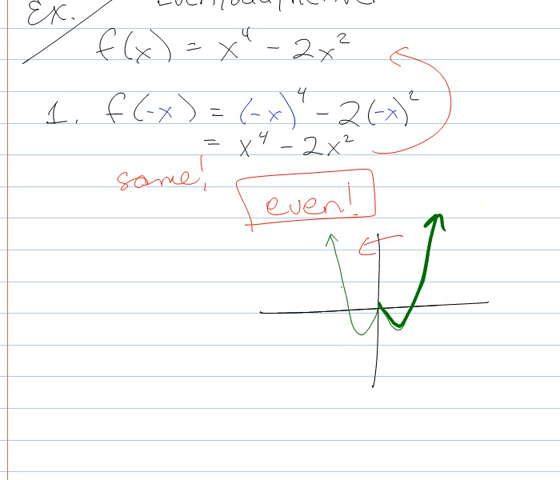 Ex.
f(x) = x⁴ - 2x²
1. f(-x) = (-x)⁴ - 2(-x)²
= x⁴ - 2x²
same!
even!